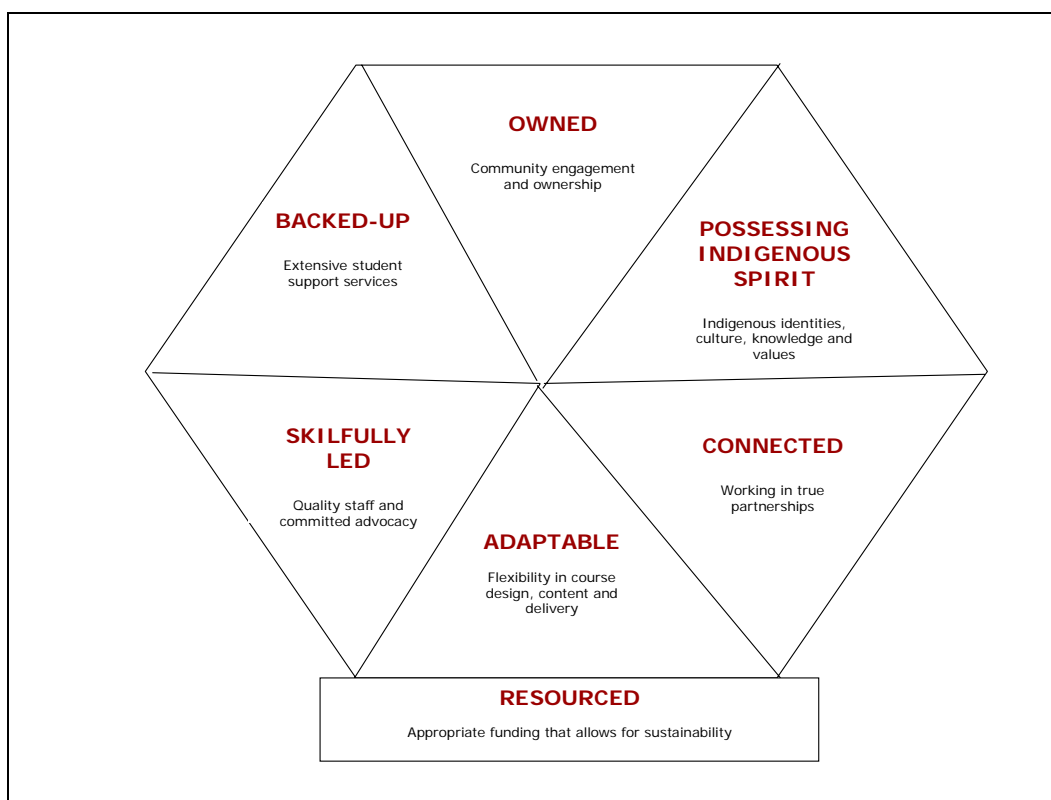 OWNED
Community engagement
and ownership
BACKED-UP
Extensive student
support services
POSSESSING
INDIGENOUS
SPIRIT
Indigenous identities,
culture, knowledge and
values
SKILFULLY
LED
Quality staff and
committed advocacy
CONNECTED
Working in true
partnerships
ADAPTABLE
Flexibility in course
design, content and
delivery
RESOURCED
Appropriate funding that allows for sustainability